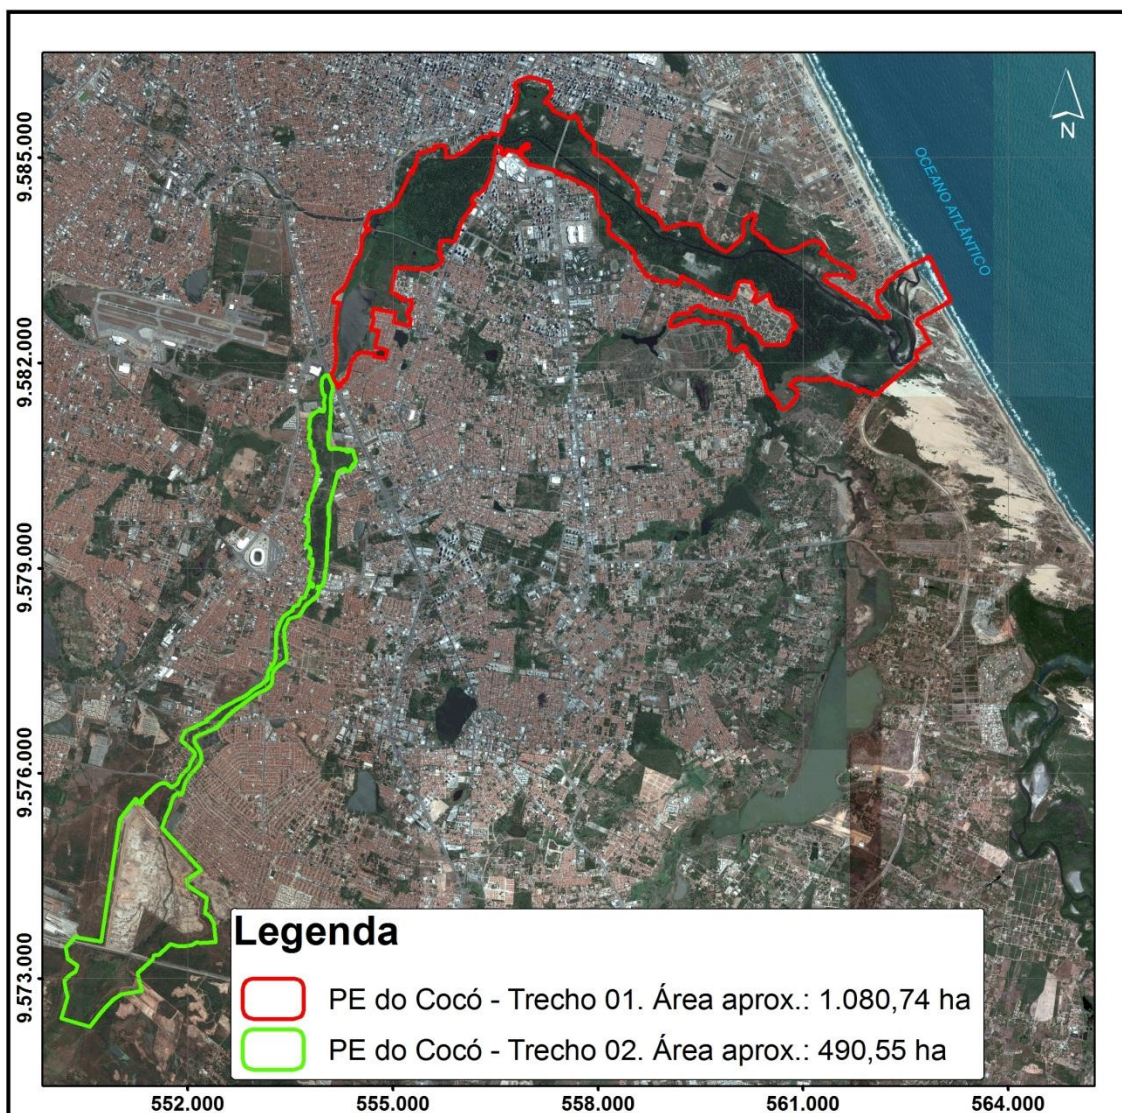 N
OCEANO ATLÂNTICO
9.585.000
9.582.000
9.579.000
9.576.000
9.573.000
Legenda
PE do Cocó - Trecho 01. Área aprox.: 1.080,74 ha
PE do Cocó - Trecho 02. Área aprox.: 490,55 ha
552.000 555.000 558.000 561.000 564.000